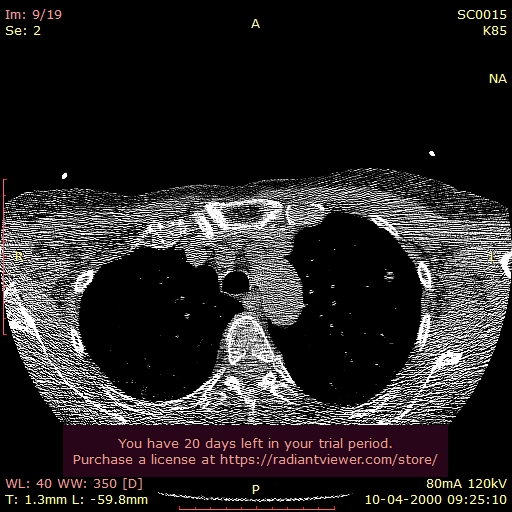 Im: 9/19
Se: 2
A
SC0015
K85
NA
R
L
You have 20 days left in your trial period.
Purchase a license at https://radiantviewer.com/store/
WL: 40 WW: 350 [D]
T: 1.3mm L: -59.8mm
P
80mA 120kV
10-04-2000 09:25:10